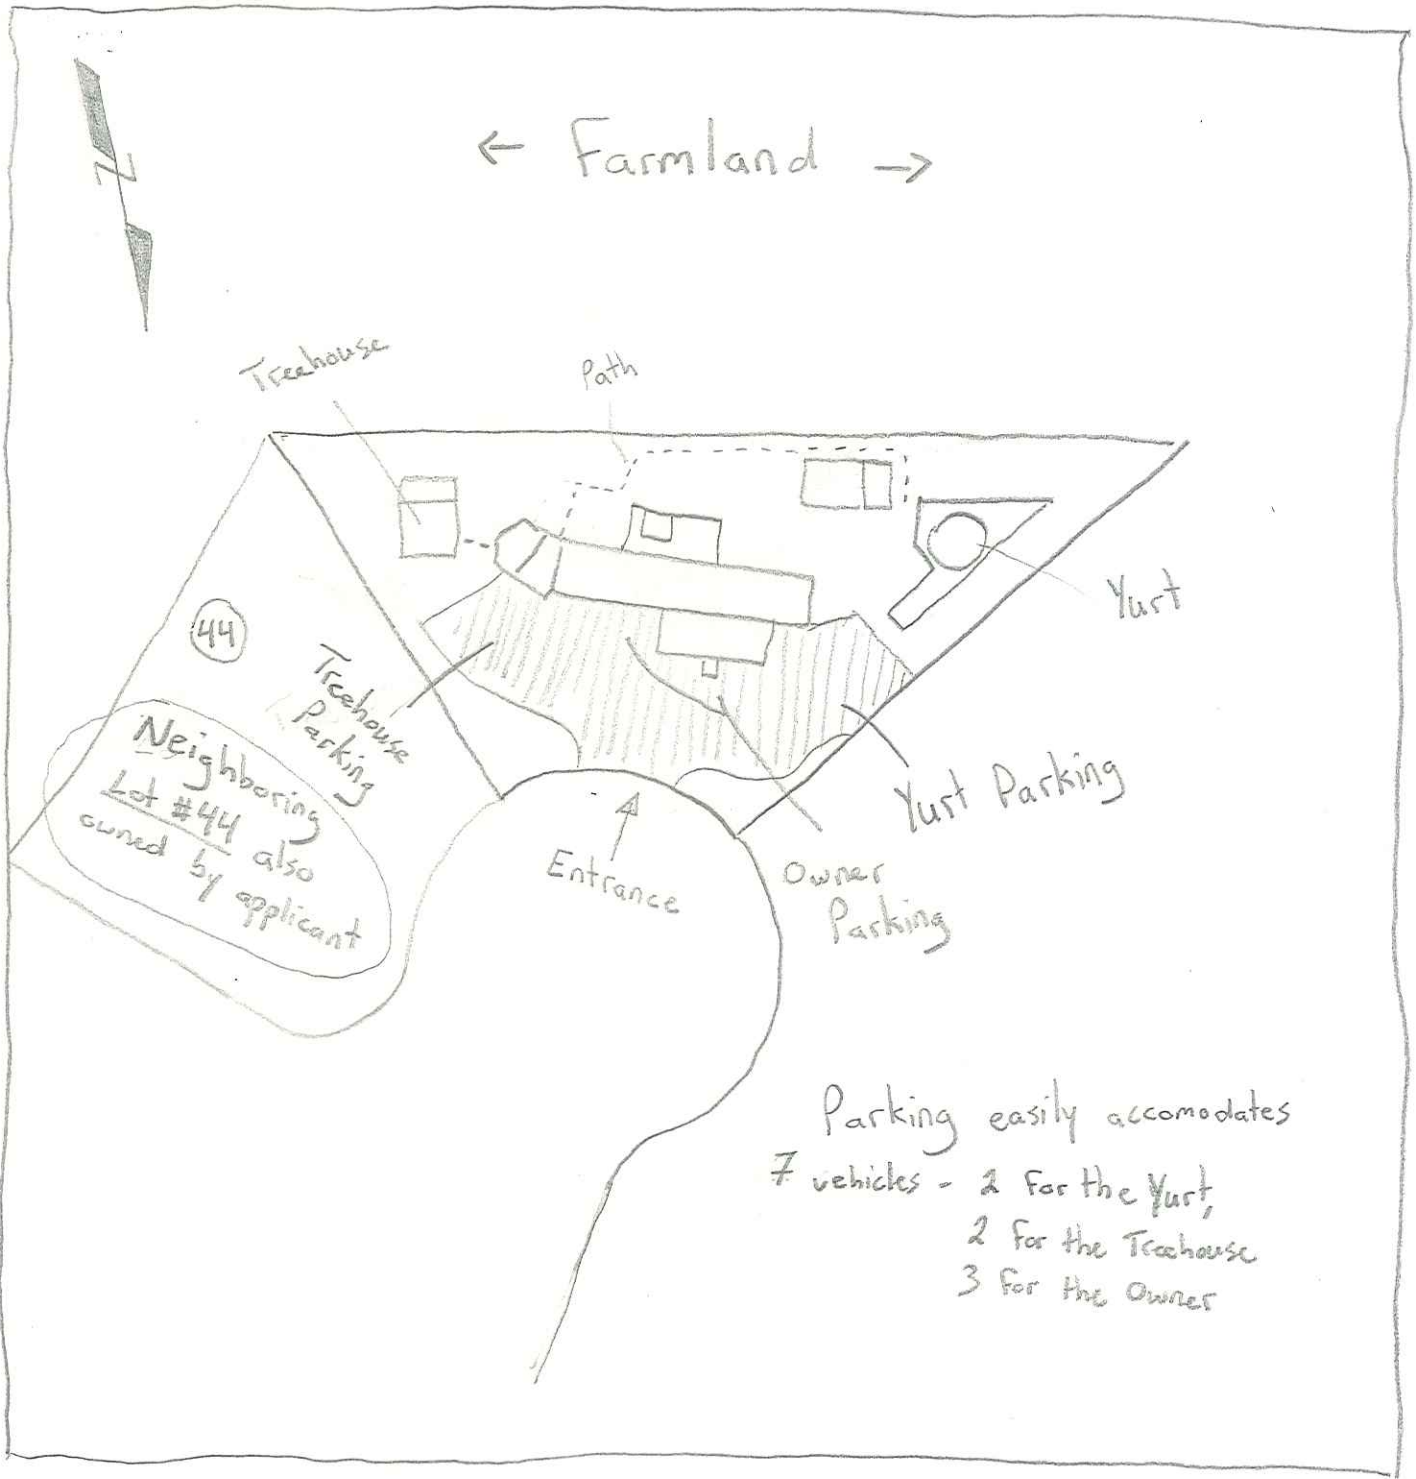 N
← Farmland →
Treehouse
Path
44
Yurt
Treehouse
Parking
Neighboring
Lot #44 also
owned by applicant
Yurt Parking
Entrance
Owner
Parking
Parking easily accomodates
7 vehicles - 2 for the Yurt,
2 for the Treehouse
3 for the Owner